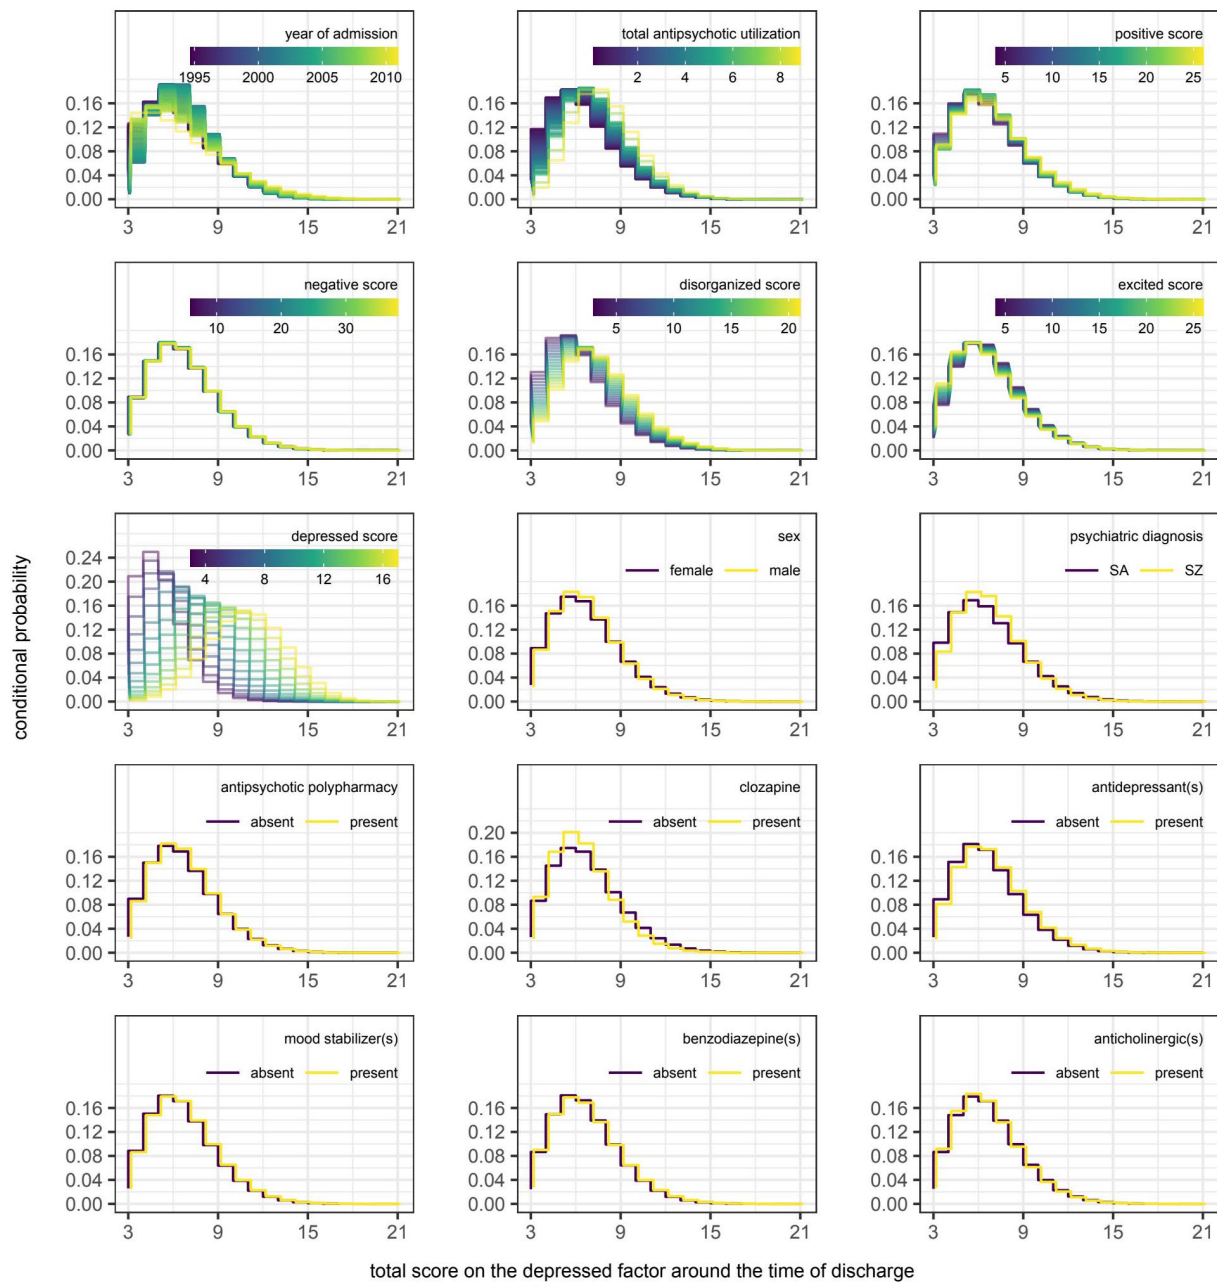 year of admission
1995 2000 2005 2010
0.16
0.12
0.08
0.04
0.00
3 9 15 21
total antipsychotic utilization
2 4 6 8
0.16
0.12
0.08
0.04
0.00
3 9 15 21
positive score
5 10 15 20 25
0.16
0.12
0.08
0.04
0.00
3 9 15 21
negative score
10 20 30
0.16
0.12
0.08
0.04
0.00
3 9 15 21
disorganized score
5 10 15 20
0.16
0.12
0.08
0.04
0.00
3 9 15 21
excited score
5 10 15 20 25
0.16
0.12
0.08
0.04
0.00
3 9 15 21
conditional probability
depressed score
4 8 12 16
0.24
0.20
0.16
0.12
0.08
0.04
0.00
3 9 15 21
sex
female male
0.16
0.12
0.08
0.04
0.00
3 9 15 21
psychiatric diagnosis
SA SZ
0.16
0.12
0.08
0.04
0.00
3 9 15 21
antipsychotic polypharmacy
absent present
0.16
0.12
0.08
0.04
0.00
3 9 15 21
clozapine
absent present
0.20
0.16
0.12
0.08
0.04
0.00
3 9 15 21
antidepressant(s)
absent present
0.16
0.12
0.08
0.04
0.00
3 9 15 21
mood stabilizer(s)
absent present
0.16
0.12
0.08
0.04
0.00
3 9 15 21
benzodiazepine(s)
absent present
0.16
0.12
0.08
0.04
0.00
3 9 15 21
anticholinergic(s)
absent present
0.16
0.12
0.08
0.04
0.00
3 9 15 21
total score on the depressed factor around the time of discharge